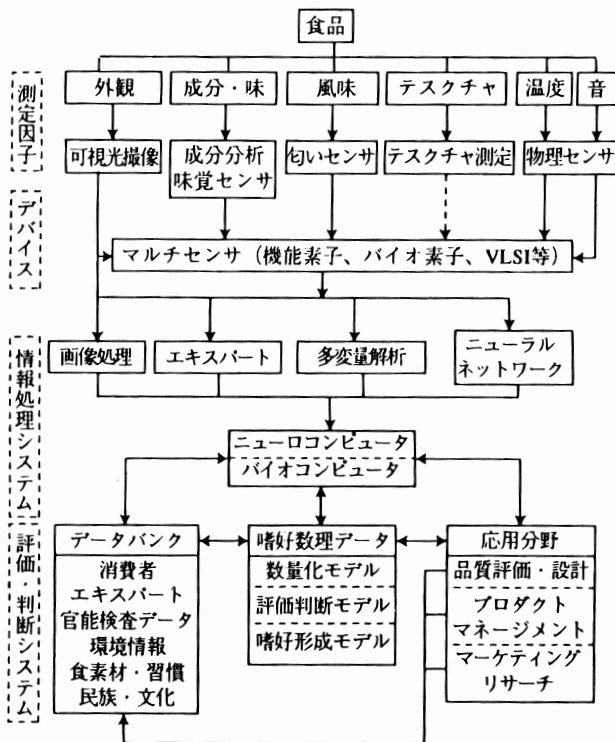 食品
測定因子
外観
成分・味
風味
テスクチャ
温度
音
可視光撮像
成分分析
味覚センサ
匂いセンサ
テスクチャ測定
物理センサ
デバイス
マルチセンサ（機能素子、バイオ素子、VLSI等）
情報処理システム
画像処理
エキスパート
多変量解析
ニューラル
ネットワーク
ニューロコンピュータ
バイオコンピュータ
評価・判断システム
データバンク
消費者
エキスパート
官能検査データ
環境情報
食素材・習慣
民族・文化
嗜好数理データ
数量化モデル
評価判断モデル
嗜好形成モデル
応用分野
品質評価・設計
プロダクト
マネージメント
マーケティング
リサーチ